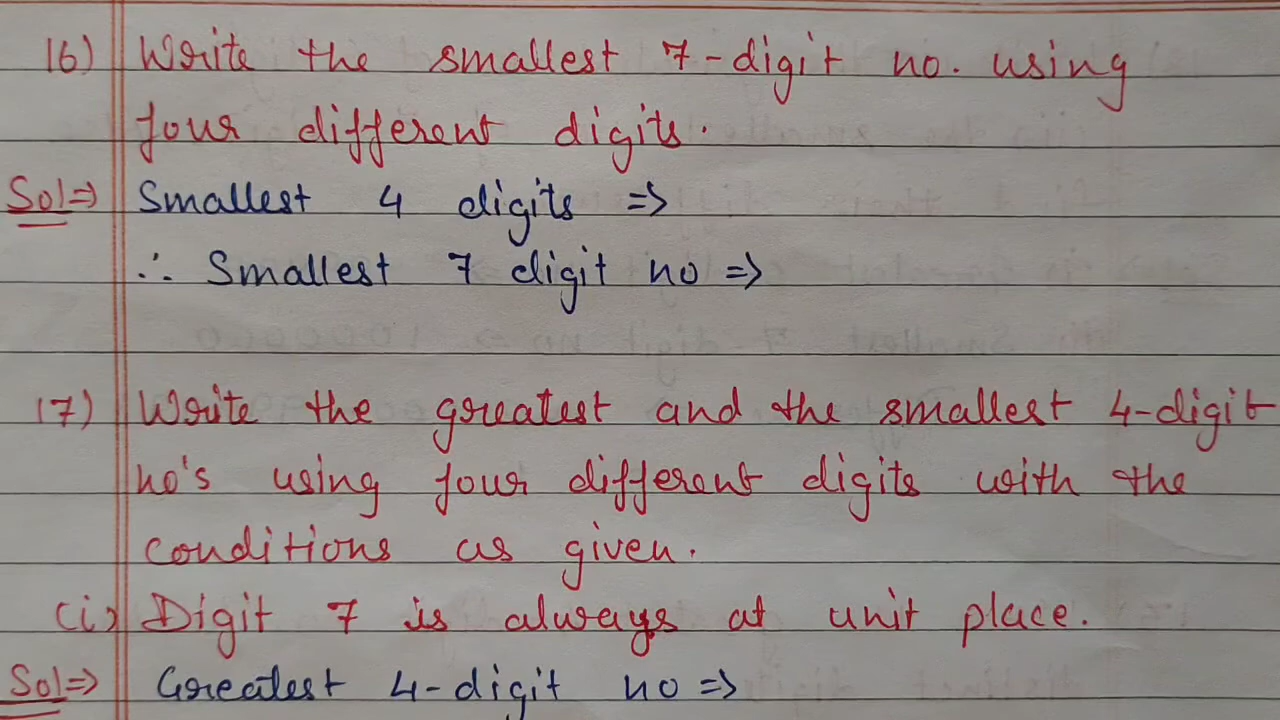 16) Write the smallest 7-digit no. using
four different digits.
Sol⇒ Smallest 4 digits ⇒
∴ Smallest 7 digit no ⇒
17) Write the greatest and the smallest 4-digit
no's using four different digits with the
conditions as given.
(i) Digit 7 is always at unit place.
Sol⇒ Greatest 4-digit no ⇒